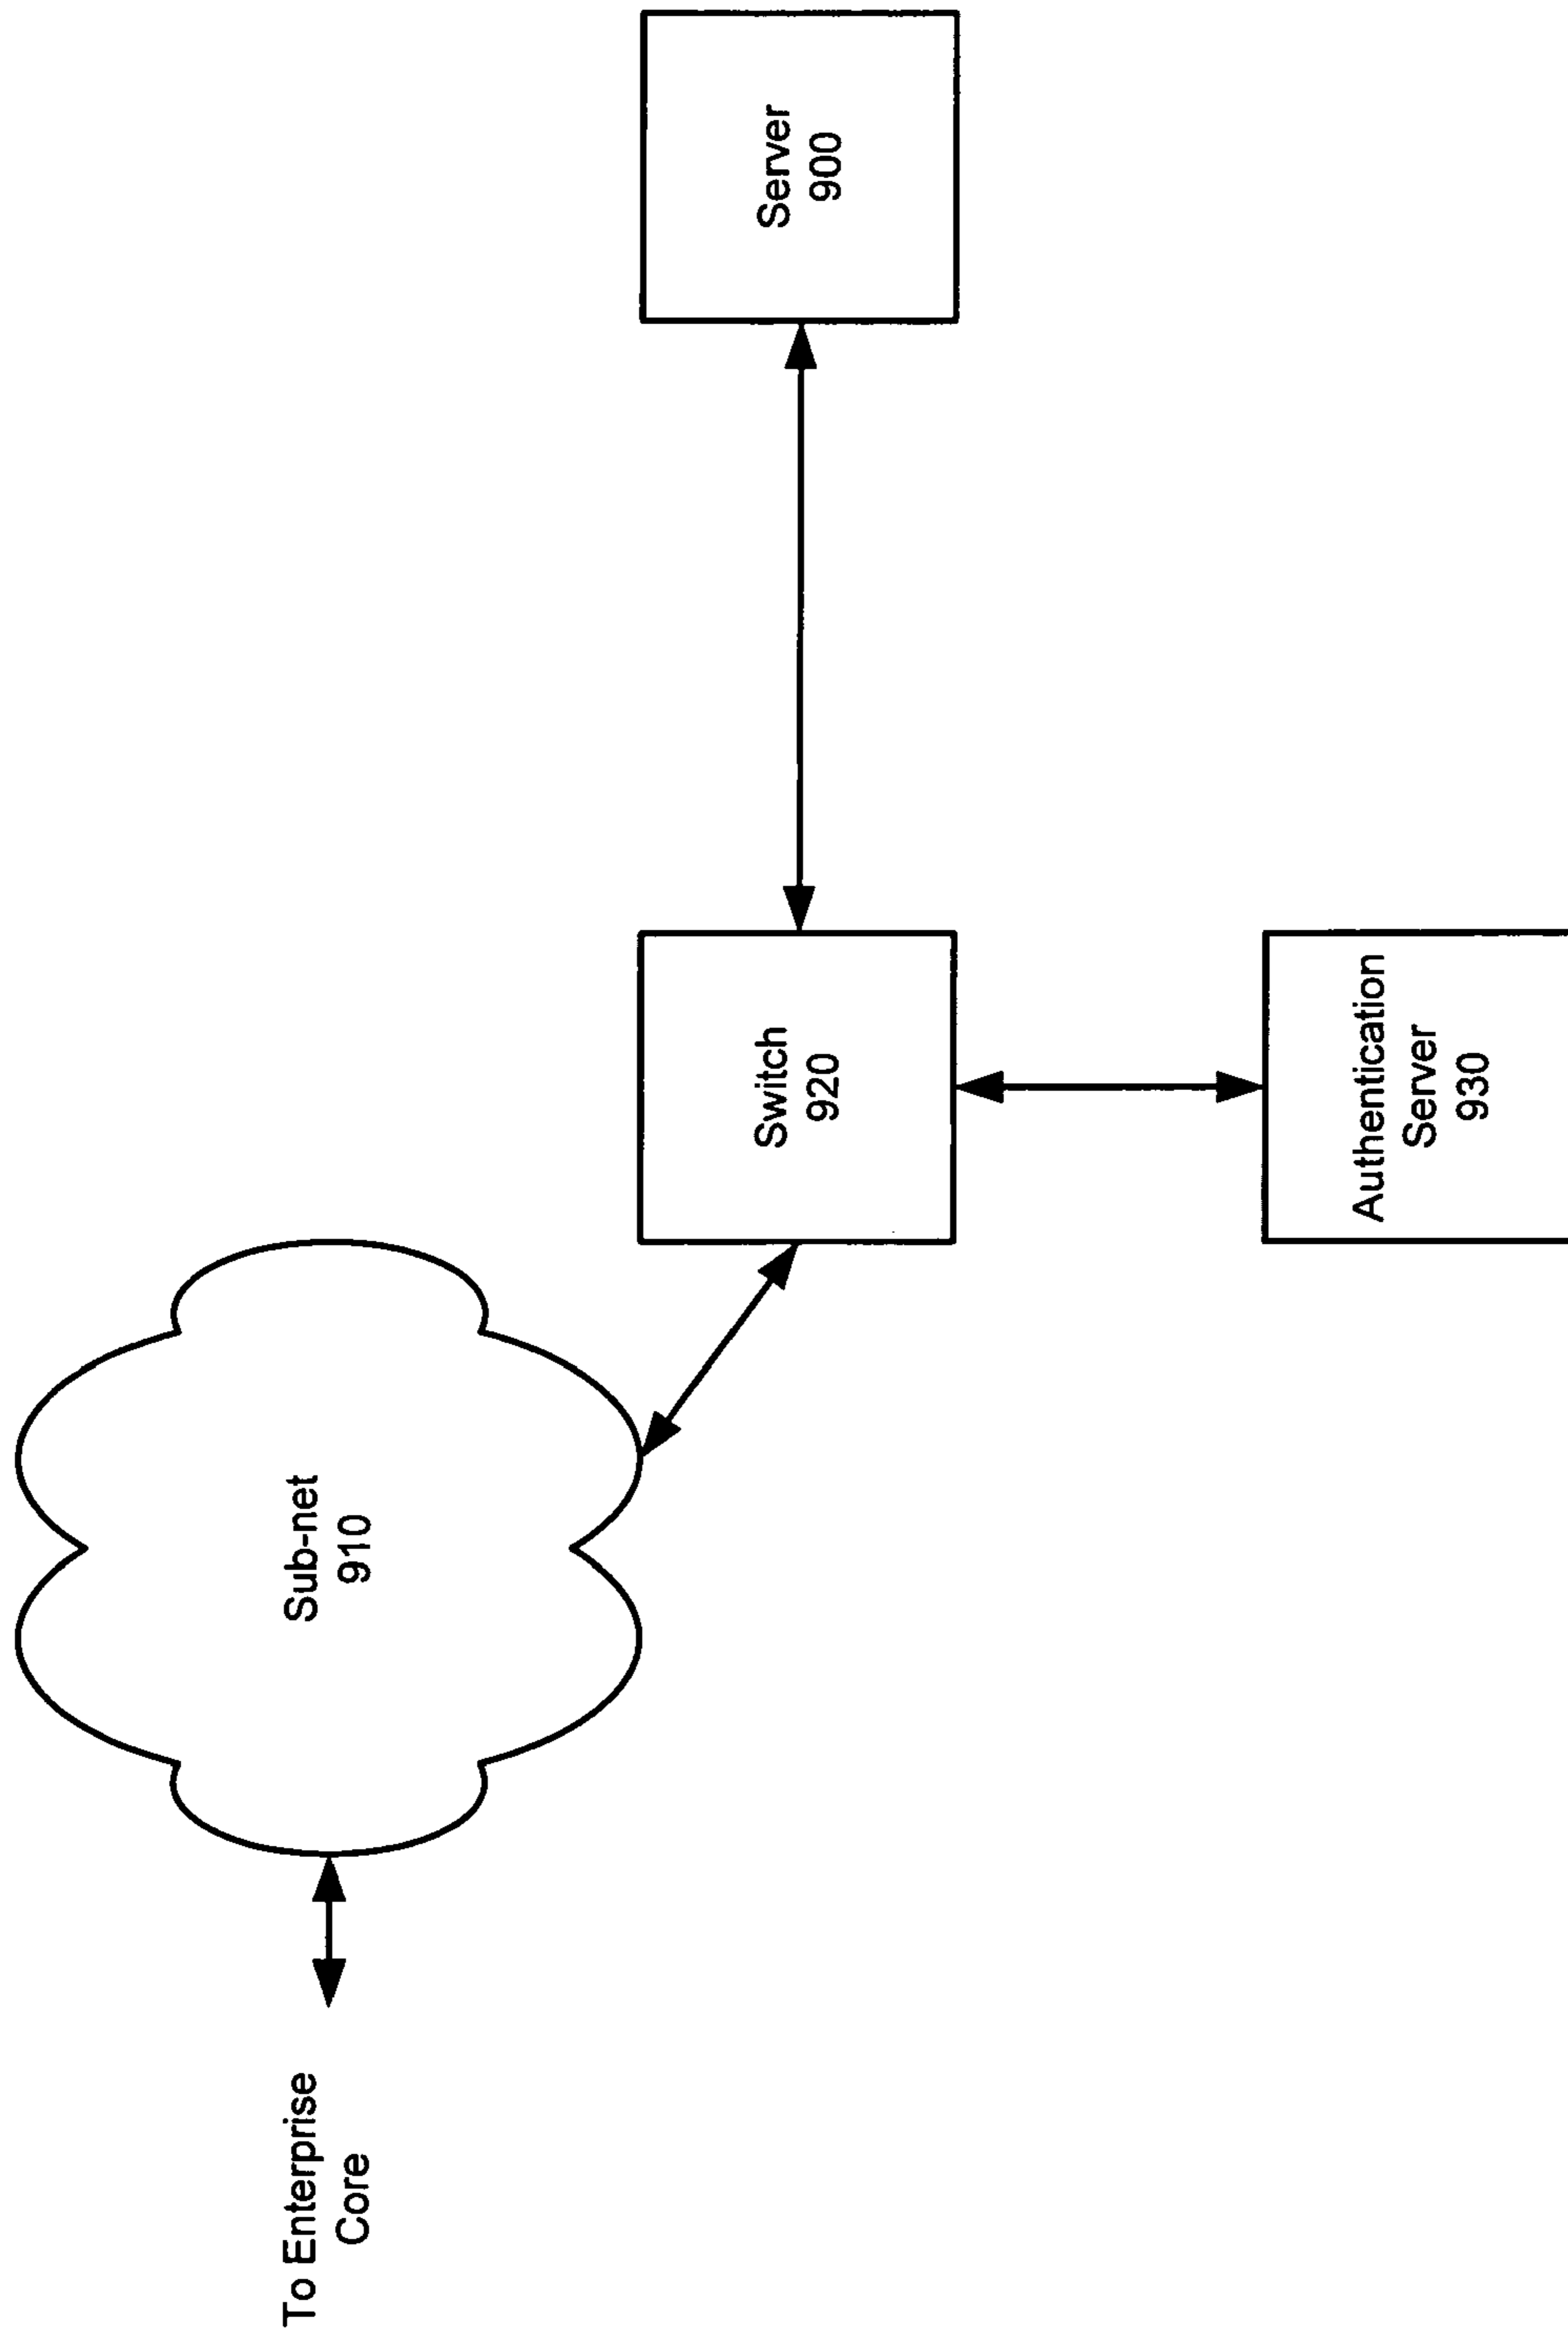 To Enterprise
Core
Sub-net
910
Switch
920
Server
900
Authentication
Server
930